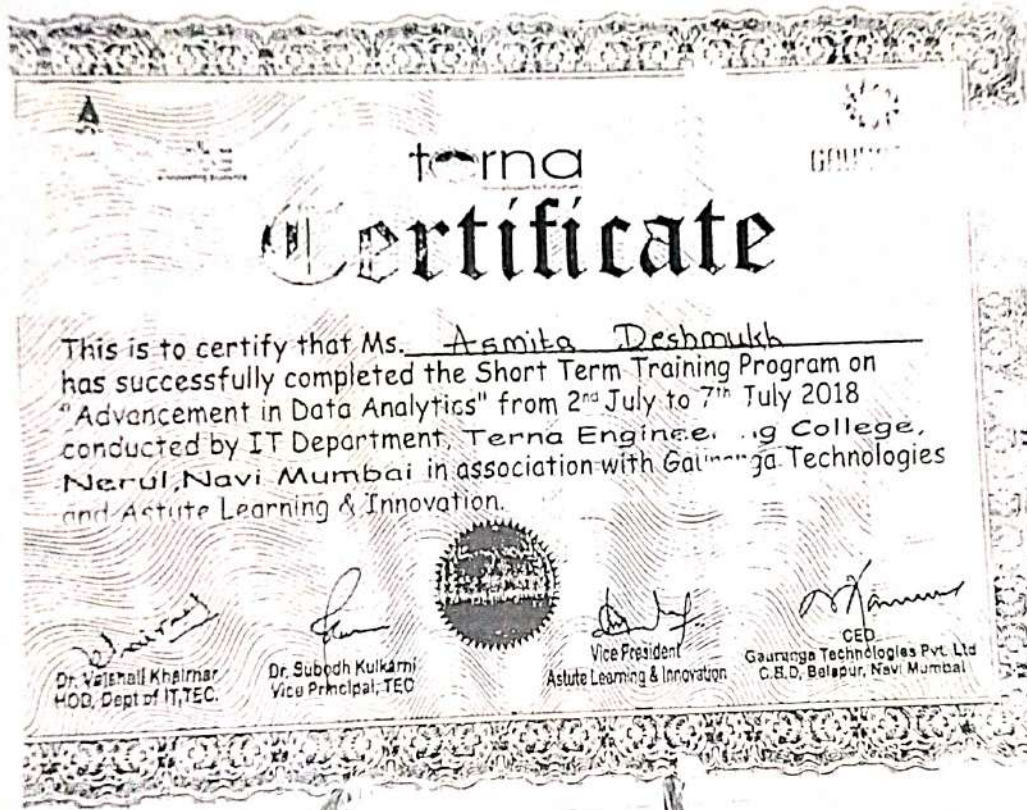 terna
Certificate
This is to certify that Ms. Asmita Deshmukh
has successfully completed the Short Term Training Program on
"Advancement in Data Analytics" from 2nd July to 7th July 2018
conducted by IT Department, Terna College,
Nerul, Navi Mumbai in association with Technologies
and Astute Learning & Innovation.
Dr. Vaishali Khairnar
HOD, Dept of IT,TEC.
Dr. Subodh Kulkarni
Vice Principal, TEC
Vice President
Astute Learning & Innovation
CEO
Gauranga Technologies Pvt. Ltd
C.B.D, Belapur, Navi Mumbai